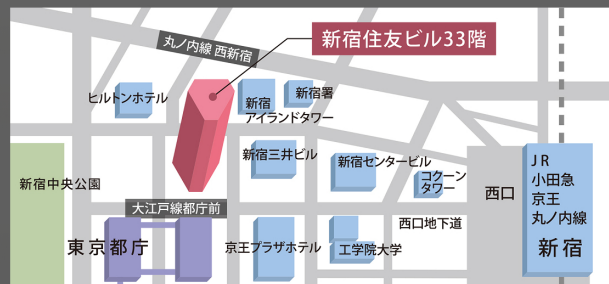 丸ノ内線 西新宿
新宿住友ビル33階
ヒルトンホテル
新宿
アイランドタワー
新宿署
新宿三井ビル
新宿センタービル
コクーン
タワー
西口
JR
小田急
京王
丸ノ内線
新宿
新宿中央公園
大江戸線都庁前
東京都庁
京王プラザホテル
工学院大学
西口地下道